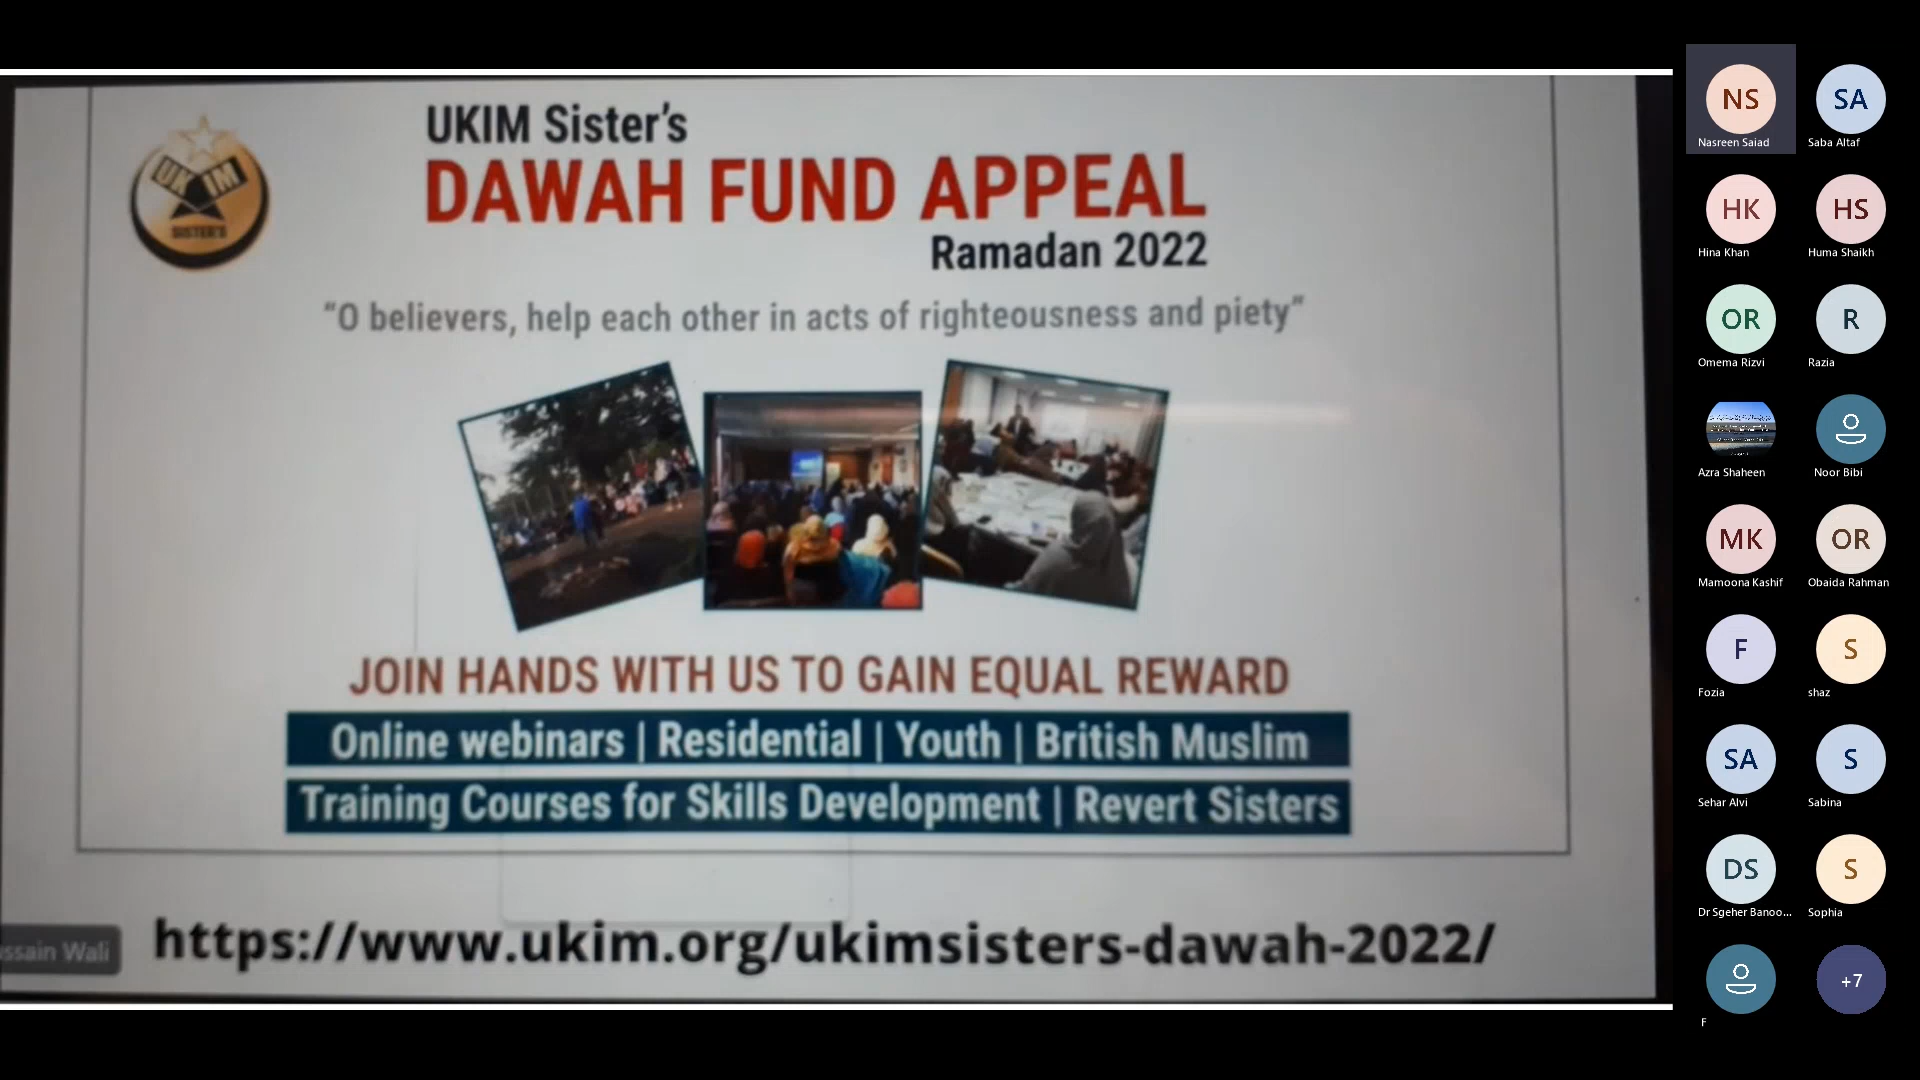 UKIM
SISTER'S
UKIM Sister's
DAWAH FUND APPEAL
Ramadan 2022
“O believers, help each other in acts of righteousness and piety”
JOIN HANDS WITH US TO GAIN EQUAL REWARD
Online webinars | Residential | Youth | British Muslim
Training Courses for Skills Development | Revert Sisters
ssain Wali
https://www.ukim.org/ukimsisters-dawah-2022/
NS
SA
Nasreen Saiad
Saba Altaf
HK
HS
Hina Khan
Huma Shaikh
OR
R
Omema Rizvi
Razia
Azra Shaheen
Noor Bibi
MK
OR
Mamoona Kashif
Obaida Rahman
F
S
Fozia
shaz
SA
S
Sehar Alvi
Sabina
DS
S
Dr Sgeher Banoo...
Sophia
+7
F